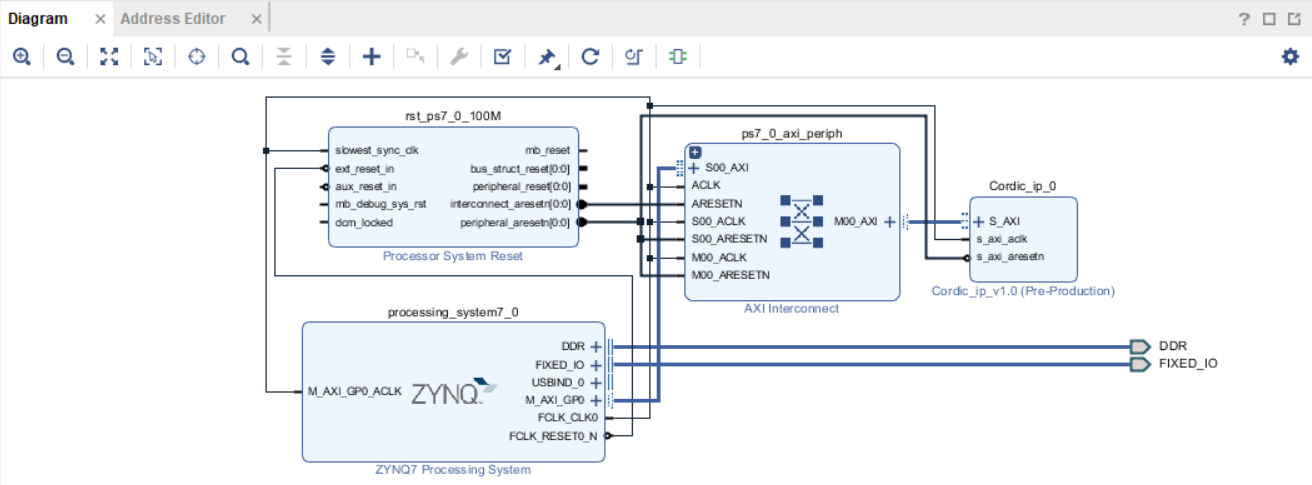 Diagram
Address Editor
rst_ps7_0_100M
slowest_sync_clk
ext_reset_in
aux_reset_in
mb_debug_sys_rst
dcm_locked
mb_reset
bus_struct_reset[0:0]
peripheral_reset[0:0]
interconnect_aresetn[0:0]
peripheral_aresetn[0:0]
Processor System Reset
ps7_0_axi_periph
S00_AXI
ACLK
ARESETN
S00_ACLK
S00_ARESETN
M00_ACLK
M00_ARESETN
M00_AXI
AXI Interconnect
Cordic_ip_0
S_AXI
s_axi_aclk
s_axi_aresetn
Cordic_ip_v1.0 (Pre-Production)
processing_system7_0
M_AXI_GP0_ACLK
ZYNQ
DDR
FIXED_IO
USBIND_0
M_AXI_GP0
FCLK_CLK0
FCLK_RESET0_N
ZYNQ7 Processing System
DDR
FIXED_IO